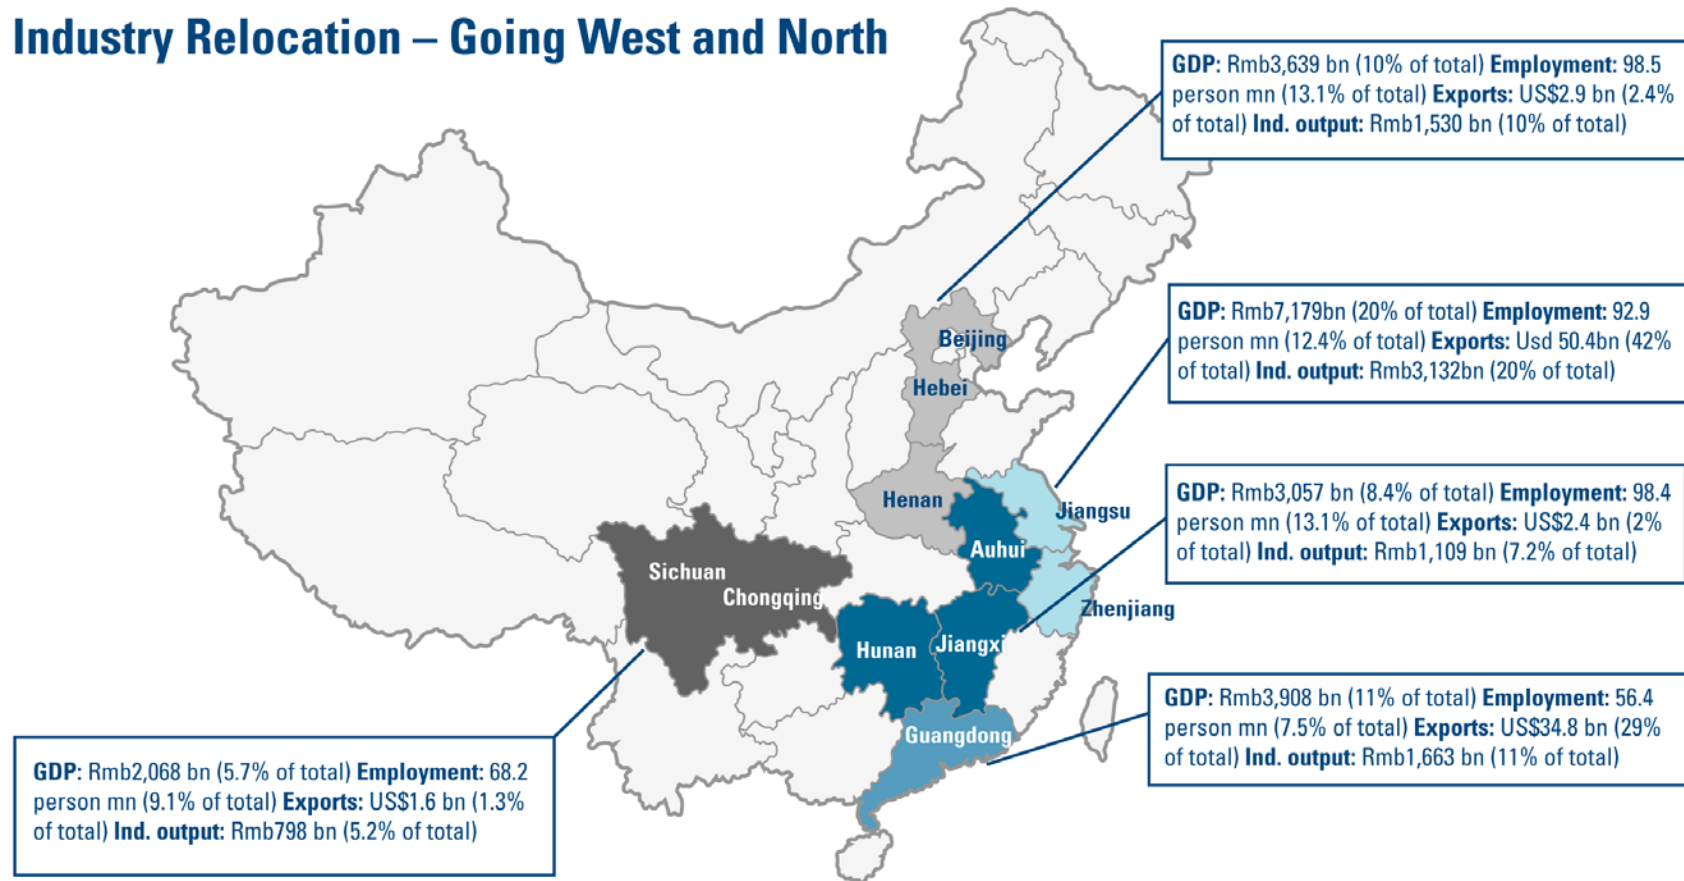 Industry Relocation – Going West and North
GDP: Rmb3,639 bn (10% of total) Employment: 98.5
person mn (13.1% of total) Exports: US$2.9 bn (2.4%
of total) Ind. output: Rmb1,530 bn (10% of total)
GDP: Rmb7,179bn (20% of total) Employment: 92.9
person mn (12.4% of total) Exports: Usd 50.4bn (42%
of total) Ind. output: Rmb3,132bn (20% of total)
Beijing
Hebei
Henan
Jiangsu
Auhui
GDP: Rmb3,057 bn (8.4% of total) Employment: 98.4
person mn (13.1% of total) Exports: US$2.4 bn (2%
of total) Ind. output: Rmb1,109 bn (7.2% of total)
Sichuan
Chongqing
Zhenjiang
Hunan
Jiangxi
Guangdong
GDP: Rmb3,908 bn (11% of total) Employment: 56.4
person mn (7.5% of total) Exports: US$34.8 bn (29%
of total) Ind. output: Rmb1,663 bn (11% of total)
GDP: Rmb2,068 bn (5.7% of total) Employment: 68.2
person mn (9.1% of total) Exports: US$1.6 bn (1.3%
of total) Ind. output: Rmb798 bn (5.2% of total)